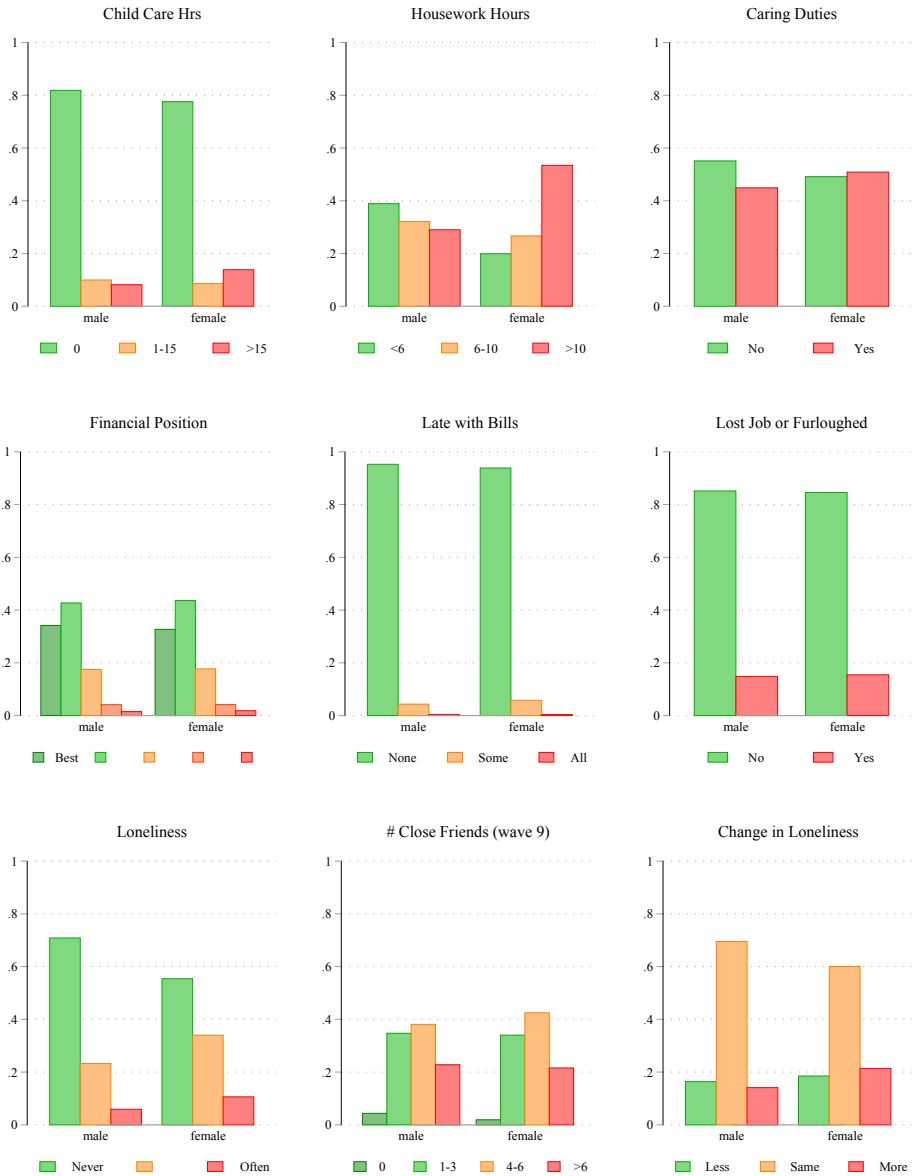 Child Care Hrs
1
.8
.6
.4
.2
0
male female
0 1-15 >15
Housework Hours
1
.8
.6
.4
.2
0
male female
<6 6-10 >10
Caring Duties
1
.8
.6
.4
.2
0
male female
No Yes
Financial Position
1
.8
.6
.4
.2
0
male female
Best
Late with Bills
1
.8
.6
.4
.2
0
male female
None Some All
Lost Job or Furloughed
1
.8
.6
.4
.2
0
male female
No Yes
Loneliness
1
.8
.6
.4
.2
0
male female
Never Often
# Close Friends (wave 9)
1
.8
.6
.4
.2
0
male female
0 1-3 4-6 >6
Change in Loneliness
1
.8
.6
.4
.2
0
male female
Less Same More